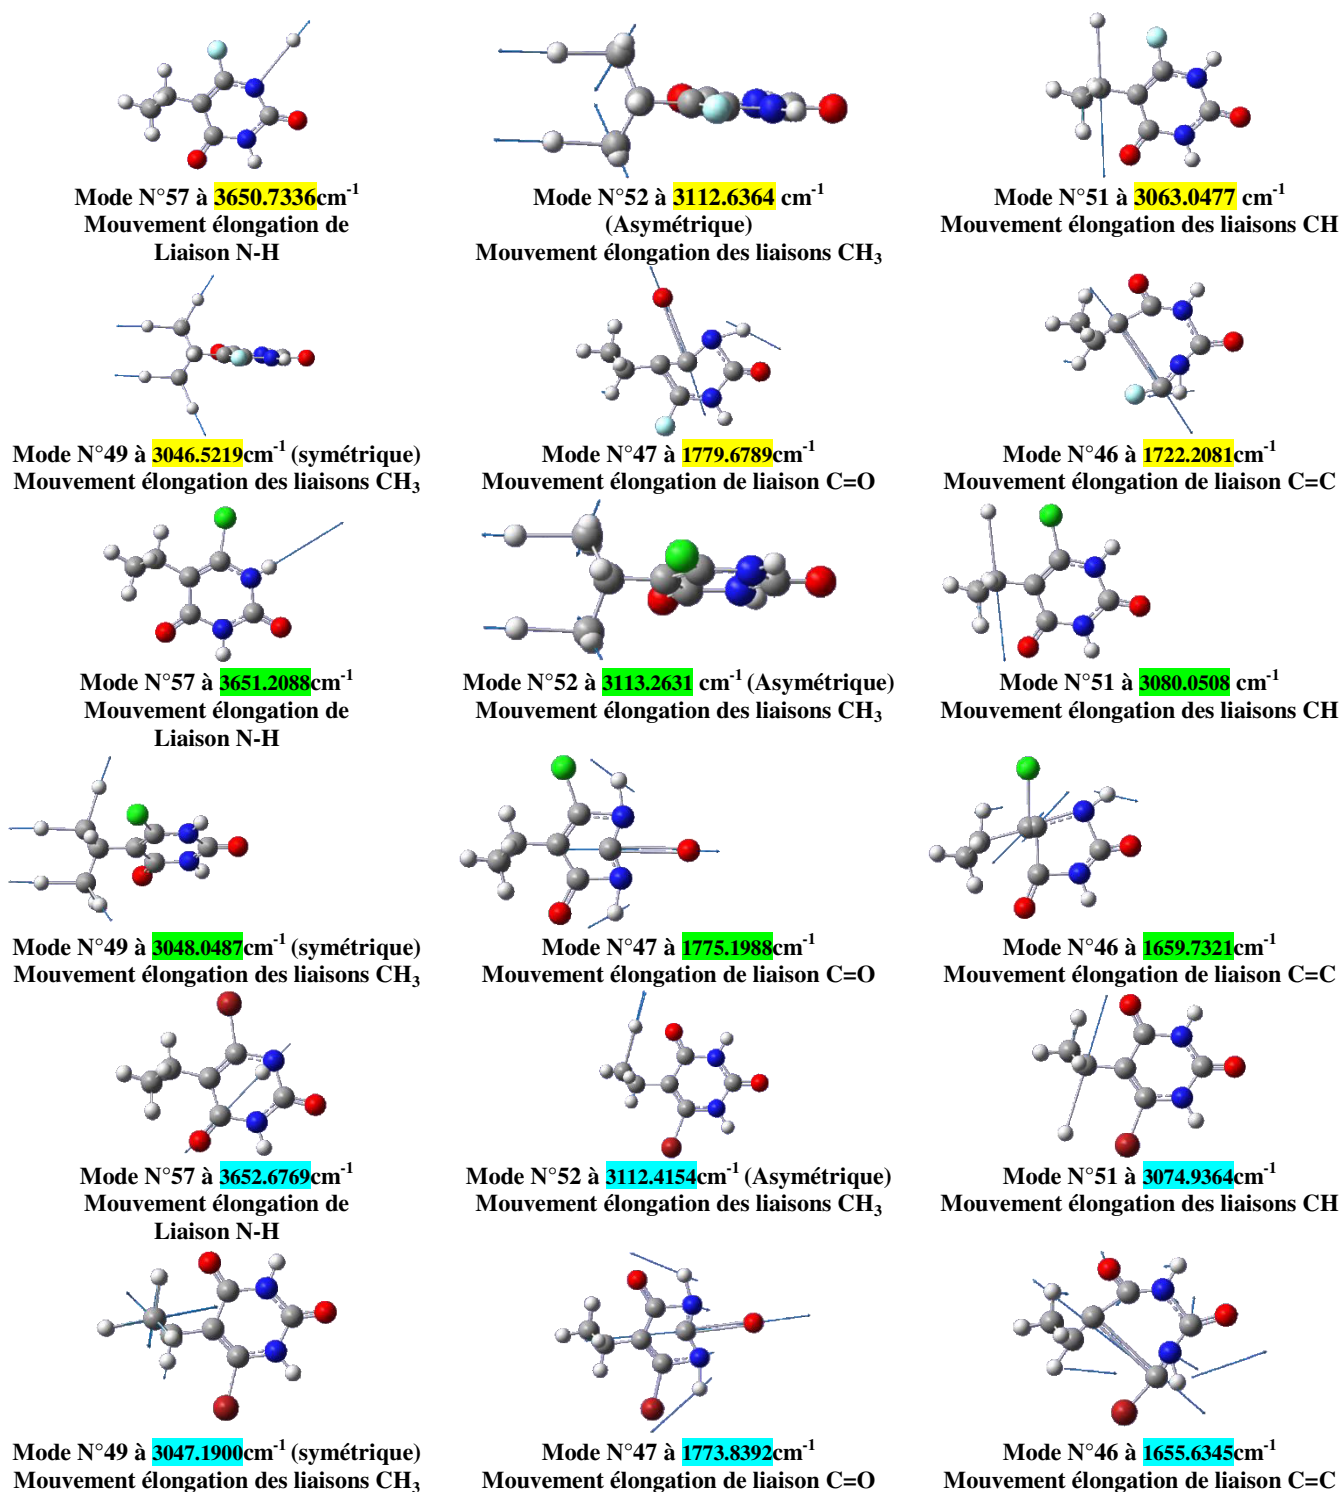 Mode N°57 à 3650.7336cm-1
Mouvement élongation de
Liaison N-H
Mode N°52 à 3112.6364 cm-1
(Asymétrique)
Mouvement élongation des liaisons CH3
Mode N°51 à 3063.0477 cm-1
Mouvement élongation des liaisons CH
Mode N°49 à 3046.5219cm-1 (symétrique)
Mouvement élongation des liaisons CH3
Mode N°47 à 1779.6789cm-1
Mouvement élongation de liaison C=O
Mode N°46 à 1722.2081cm-1
Mouvement élongation de liaison C=C
Mode N°57 à 3651.2088cm-1
Mouvement élongation de
Liaison N-H
Mode N°52 à 3113.2631 cm-1 (Asymétrique)
Mouvement élongation des liaisons CH3
Mode N°51 à 3080.0508 cm-1
Mouvement élongation des liaisons CH
Mode N°49 à 3048.0487cm-1 (symétrique)
Mouvement élongation des liaisons CH3
Mode N°47 à 1775.1988cm-1
Mouvement élongation de liaison C=O
Mode N°46 à 1659.7321cm-1
Mouvement élongation de liaison C=C
Mode N°57 à 3652.6769cm-1
Mouvement élongation de
Liaison N-H
Mode N°52 à 3112.4154cm-1 (Asymétrique)
Mouvement élongation des liaisons CH3
Mode N°51 à 3074.9364cm-1
Mouvement élongation des liaisons CH
Mode N°49 à 3047.1900cm-1 (symétrique)
Mouvement élongation des liaisons CH3
Mode N°47 à 1773.8392cm-1
Mouvement élongation de liaison C=O
Mode N°46 à 1655.6345cm-1
Mouvement élongation de liaison C=C